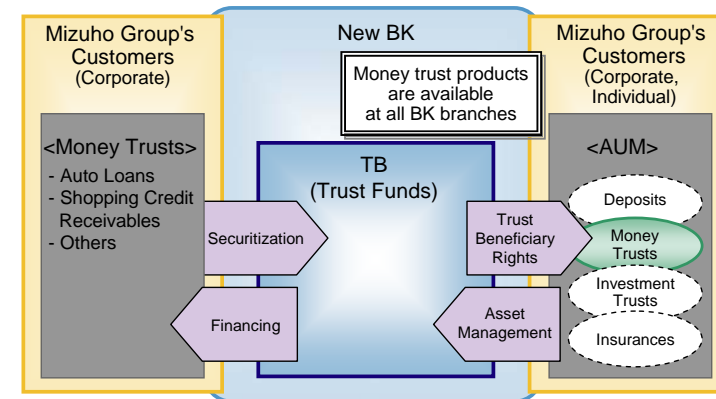 Mizuho Group's
Customers
(Corporate)
<Money Trusts>
- Auto Loans
- Shopping Credit
Receivables
- Others
New BK
Money trust products
are available
at all BK branches
TB
(Trust Funds)
Securitization
Financing
Trust
Beneficiary
Rights
Asset
Management
Mizuho Group's
Customers
(Corporate,
Individual)
<AUM>
Deposits
Money
Trusts
Investment
Trusts
Insurances